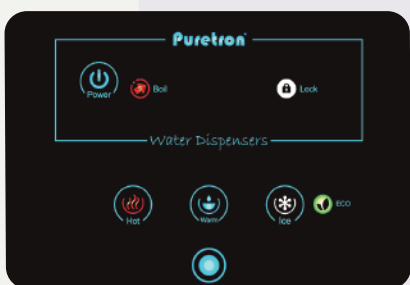 Puretron
Power
Boil
Lock
Water Dispensers
Hot
Warm
Ice
ECO